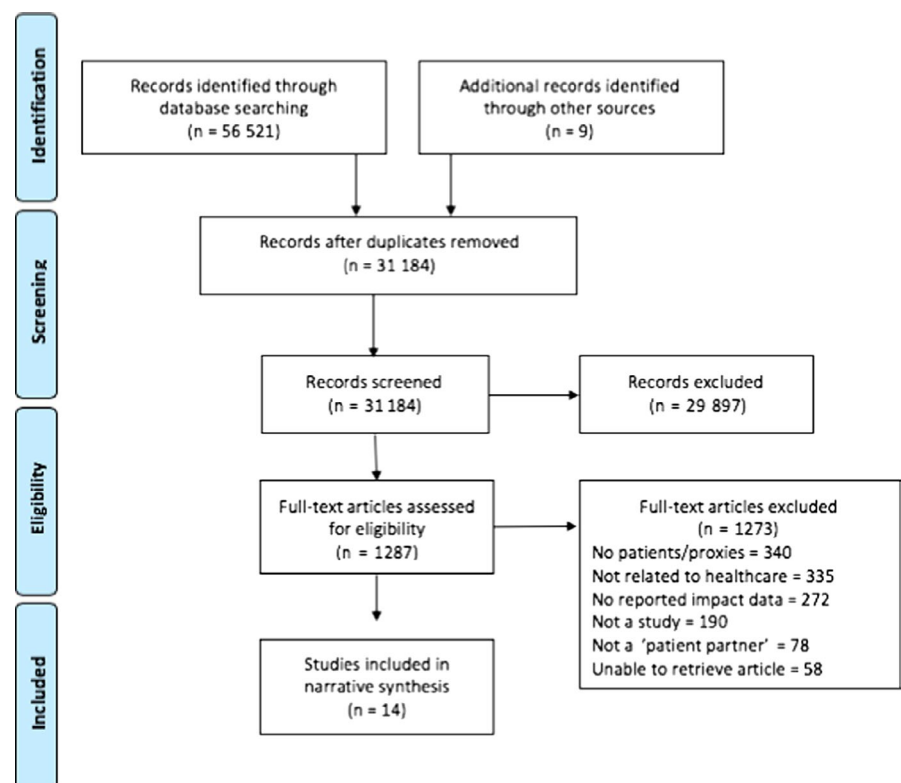 Identification
Records identified through
database searching
(n = 56 521)
Additional records identified
through other sources
(n = 9)
Screening
Records after duplicates removed
(n = 31 184)
Records screened
(n = 31 184)
Records excluded
(n = 29 897)
Eligibility
Full-text articles assessed
for eligibility
(n = 1287)
Full-text articles excluded
(n = 1273)
No patients/proxies = 340
Not related to healthcare = 335
No reported impact data = 272
Not a study = 190
Not a 'patient partner' = 78
Unable to retrieve article = 58
Included
Studies included in
narrative synthesis
(n = 14)